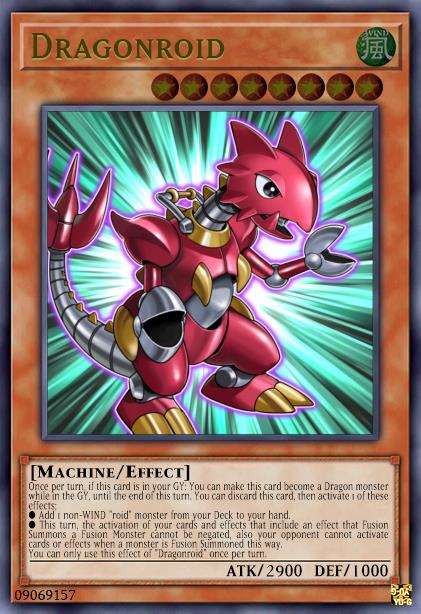 DRAGONROID
WIND
風
[MACHINE/EFFECT]
Once per turn, if this card is in your GY: You can make this card become a Dragon monster
while in the GY, until the end of this turn. You can discard this card, then activate 1 of these
effects:
● Add 1 non-WIND "roid" monster from your Deck to your hand.
● This turn, the activation of your cards and effects that include an effect that Fusion
Summons a Fusion Monster cannot be negated, also your opponent cannot activate
cards or effects when a monster is Fusion Summoned this way.
You can only use this effect of "Dragonroid" once per turn.
ATK/2900 DEF/1000
09069157